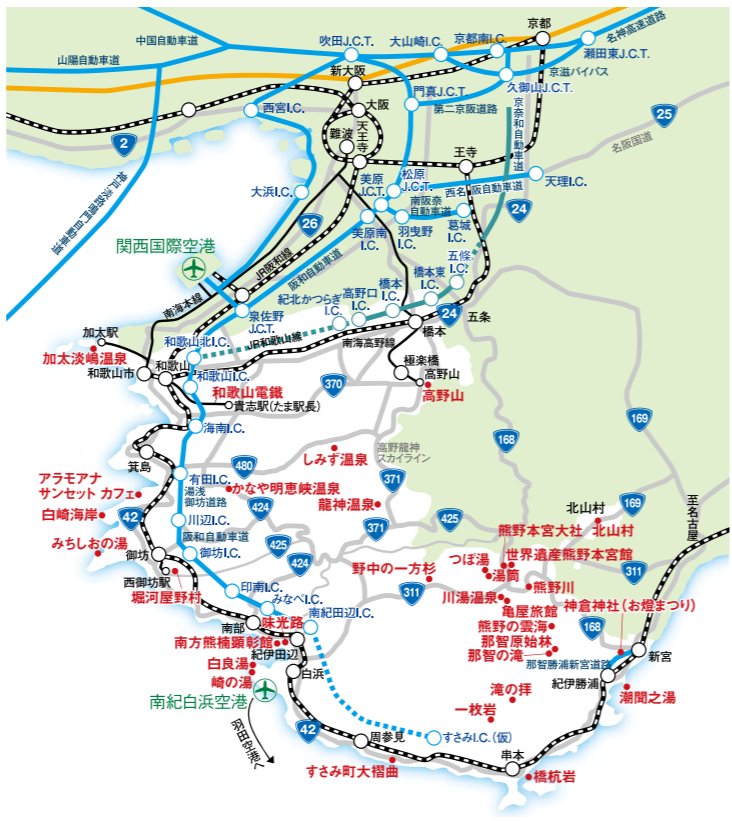 京都
吹田J.C.T.
大山崎I.C.
京都南I.C.
名神高速道路
中国自動車道
山陽自動車道
瀬田東J.C.T.
新大阪
京滋バイパス
久御山J.C.T.
門真J.C.T.
第二京阪道路
大阪
西宮I.C.
京奈和自動車道
25
2
難波
天王寺
名阪国道
王寺
美原
J.C.T.
松原
J.C.T.
西名阪自動車道
天理I.C.
神戸淡路鳴門自動車道
大浜I.C.
南阪奈
自動車道
24
26
美原南
I.C.
羽曳野
I.C.
葛城
I.C.
関西国際空港
JR阪和線
阪和自動車道
五條
I.C.
橋本東
I.C.
橋本
I.C.
高野口
I.C.
紀北かつらぎ
I.C.
南海本線
泉佐野
J.C.T.
24
五条
加太駅
和歌山北I.C.
JR和歌山線
南海高野線
橋本
加太淡嶋温泉
和歌山市
和歌山
和歌山I.C.
極楽橋
高野山
高野山
370
和歌山電鐵
貴志駅(たま駅長)
海南I.C.
168
169
高野龍神
スカイライン
箕島
しみず温泉
480
有田I.C.
かなや明恵峡温泉
371
アラモアナ
サンセット カフェ
湯浅
御坊道路
424
龍神温泉
169
至名古屋
北山村
白崎海岸
42
川辺I.C.
371
425
熊野本宮大社
北山村
阪和自動車道
425
みちしおの湯
御坊
御坊I.C.
424
野中の一方杉
つぼ湯
世界遺産熊野本宮館
湯筒
311
西御坊駅
熊野川
堀河屋野村
印南I.C.
311
川湯温泉
亀屋旅館
神倉神社(お燈まつり)
みなべI.C.
南紀田辺I.C.
味光路
熊野の雲海
168
南部
南方熊楠顕彰館
紀伊田辺
那智原始林
那智の滝
新宮
那智勝浦新宮道路
白良湯
崎の湯
白浜
紀伊勝浦
南紀白浜空港
滝の拝
潮聞之湯
一枚岩
羽田空港へ
42
周参見
すさみI.C.(仮)
すさみ町大褶曲
串本
橋杭岩